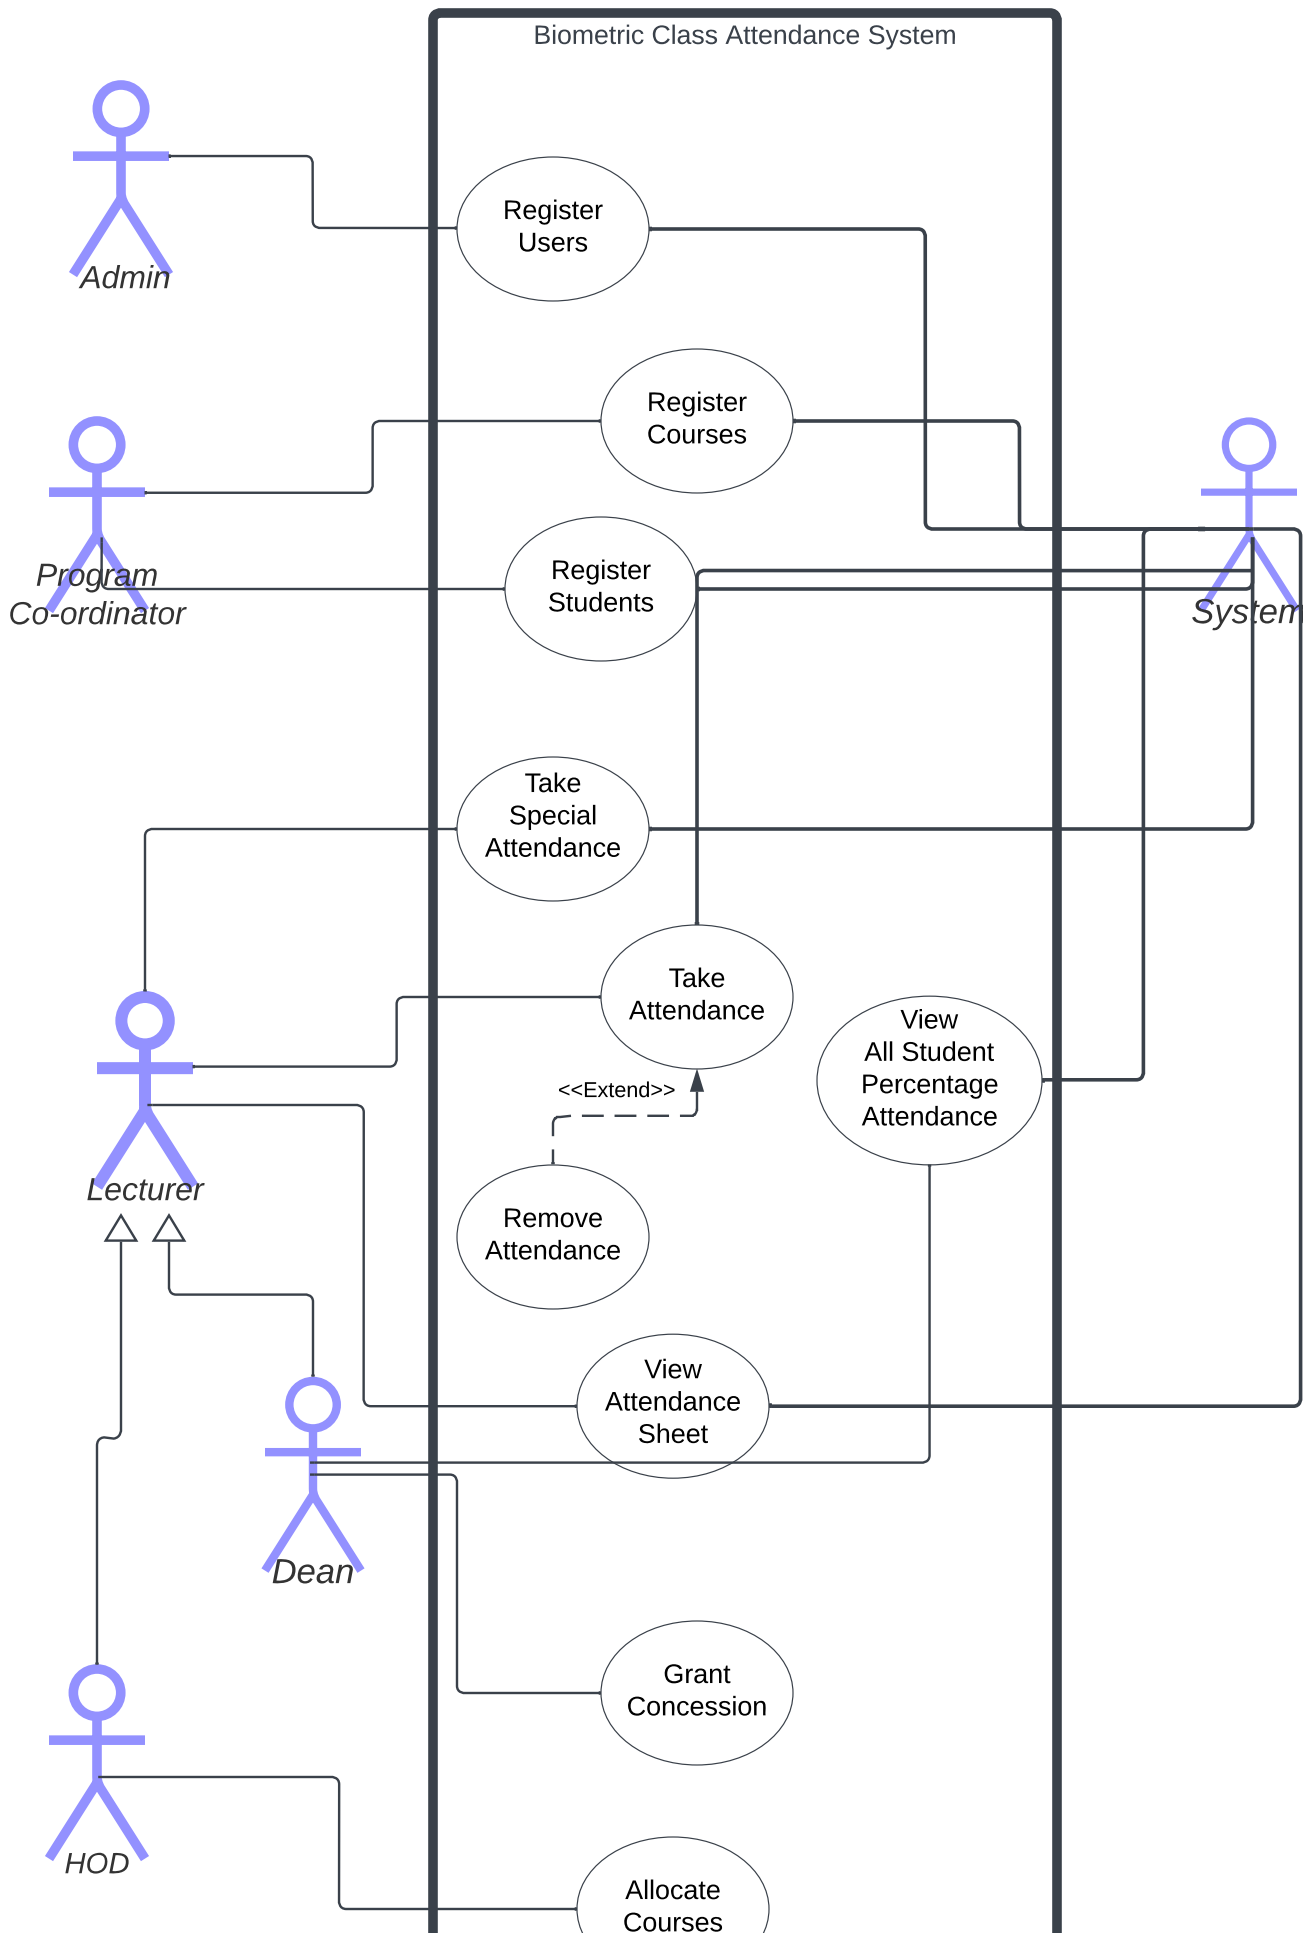 Biometric Class Attendance System
Admin
Register
Users
Register
Courses
Program
Co-ordinator
Register
Students
System
Take
Special
Attendance
Take
Attendance
View
All Student
Percentage
Attendance
<<Extend>>
Lecturer
Remove
Attendance
View
Attendance
Sheet
Dean
Grant
Concession
HOD
Allocate
Courses